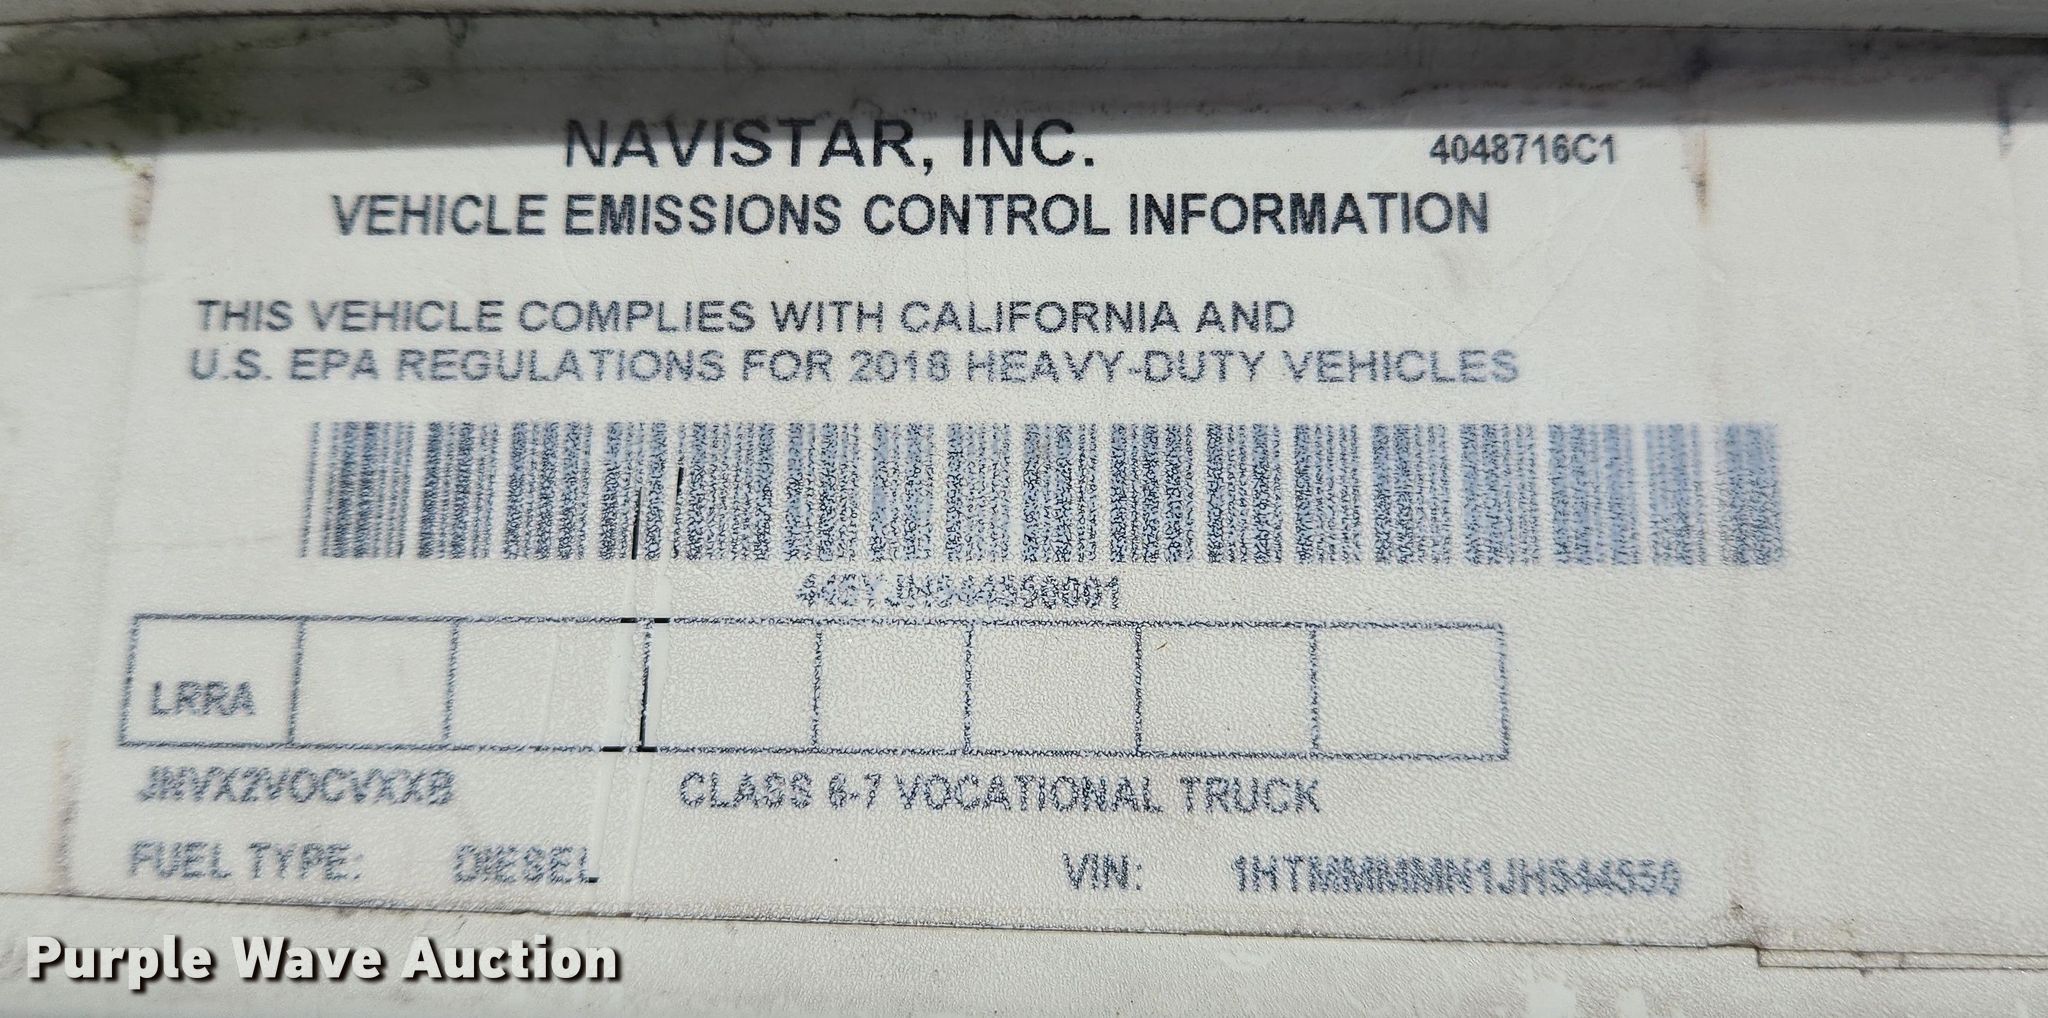 NAVISTAR, INC. 4048716C1
VEHICLE EMISSIONS CONTROL INFORMATION
THIS VEHICLE COMPLIES WITH CALIFORNIA AND
U.S. EPA REGULATIONS FOR 2018 HEAVY-DUTY VEHICLES
LRRA
JNVX2VOCVXXB CLASS 6-7 VOCATIONAL TRUCK
FUEL TYPE: DIESEL VIN: 1HTMMMMN1JH544550
Purple Wave Auction